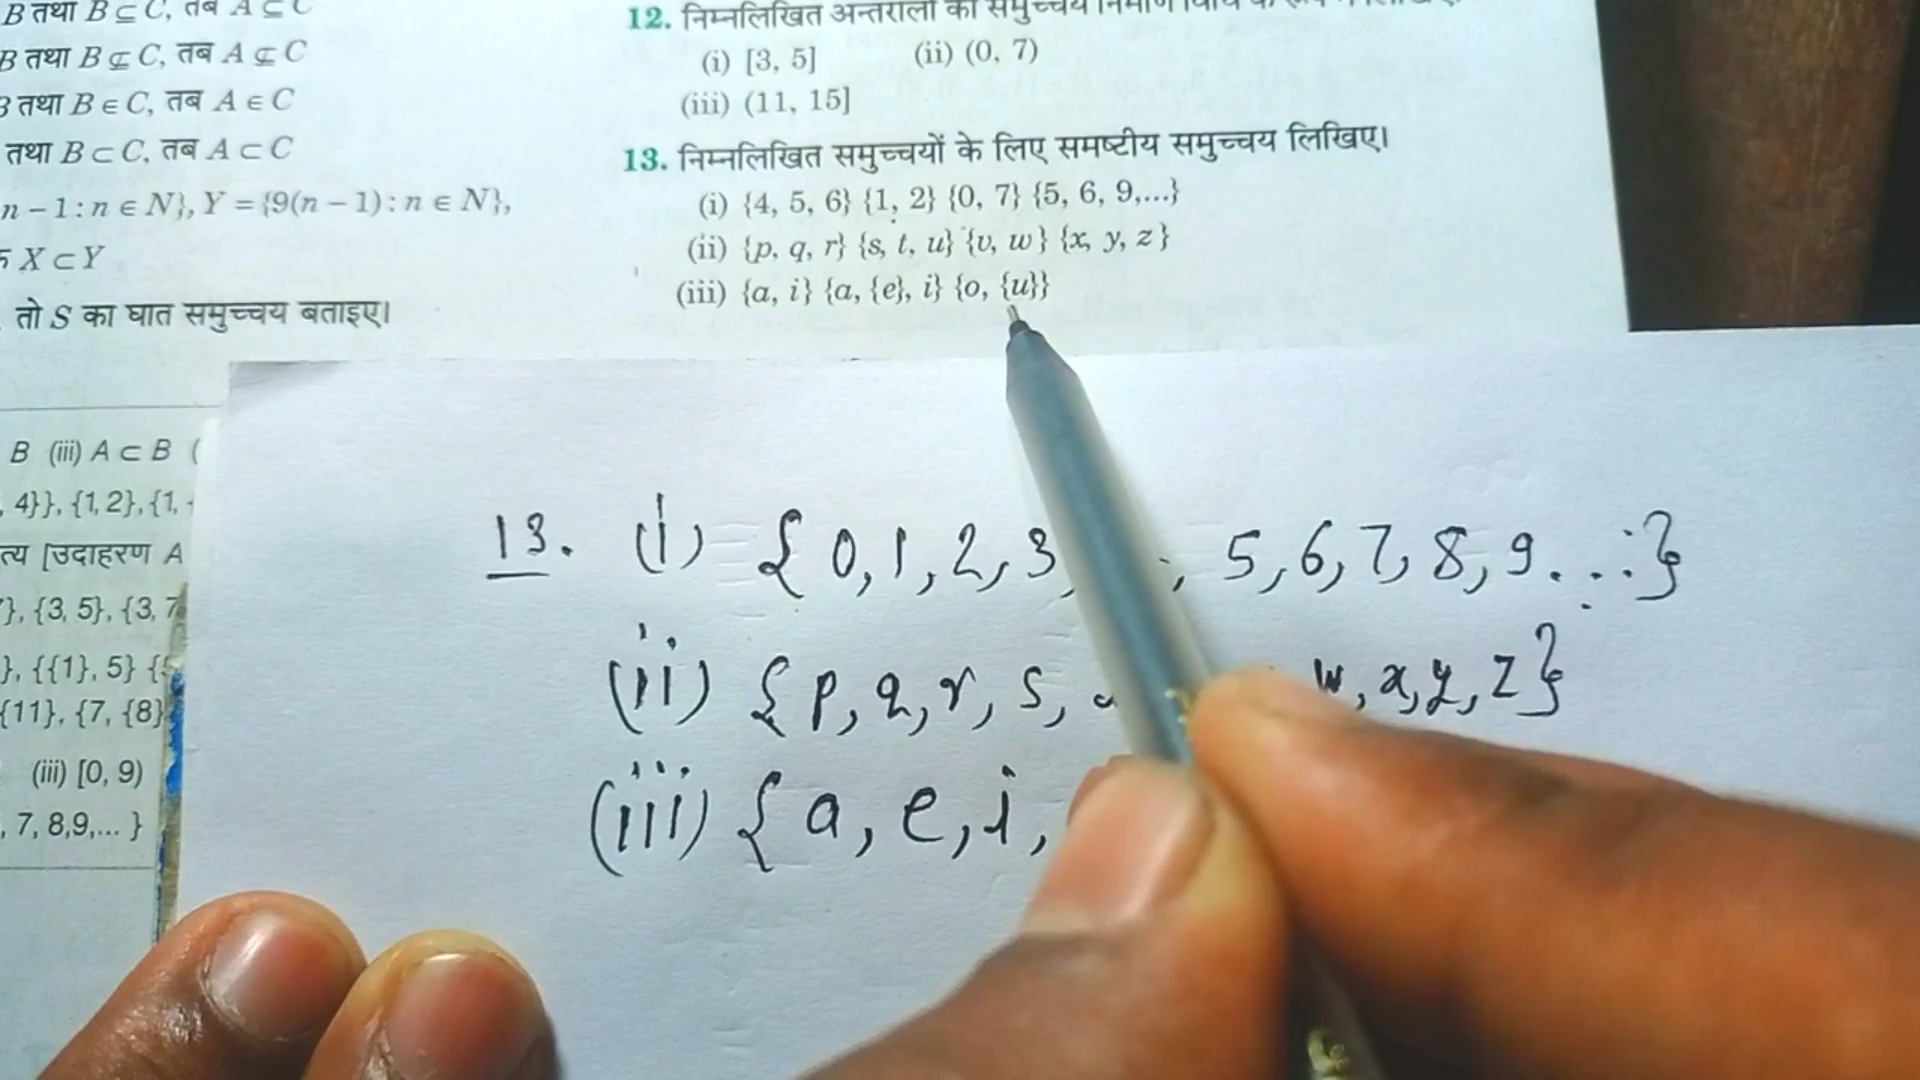 B तथा B ⊆ C, तब A ⊆ C
B तथा B ⊈ C, तब A ⊈ C
B तथा B ∈ C, तब A ∈ C
तथा B ⊂ C, तब A ⊂ C
n – 1 : n ∈ N}, Y = {9(n – 1) : n ∈ N},
X ⊂ Y
तो S का घात समुच्चय बताइए।
B (iii) A ⊂ B (
4}}, {1, 2}, {1,
त्य [उदाहरण A
}, {3, 5}, {3, 7
}, {{1}, 5} {
{11}, {7, {8}
(iii) [0, 9)
, 7, 8,9,... }
12. निम्नलिखित अन्तरालों को समुच्चय निर्माण
(i) [3, 5] (ii) (0, 7)
(iii) (11, 15]
13. निम्नलिखित समुच्चयों के लिए समष्टीय समुच्चय लिखिए।
(i) {4, 5, 6} {1, 2} {0, 7} {5, 6, 9,...}
(ii) {p, q, r} {s, t, u} {v, w} {x, y, z}
(iii) {a, i} {a, {e}, i} {o, {u}}
13. (i) = {0, 1, 2, 3, , 5, 6, 7, 8, 9...}
(ii) {p, q, r, s, w, x, y, z}
(iii) {a, e, i,